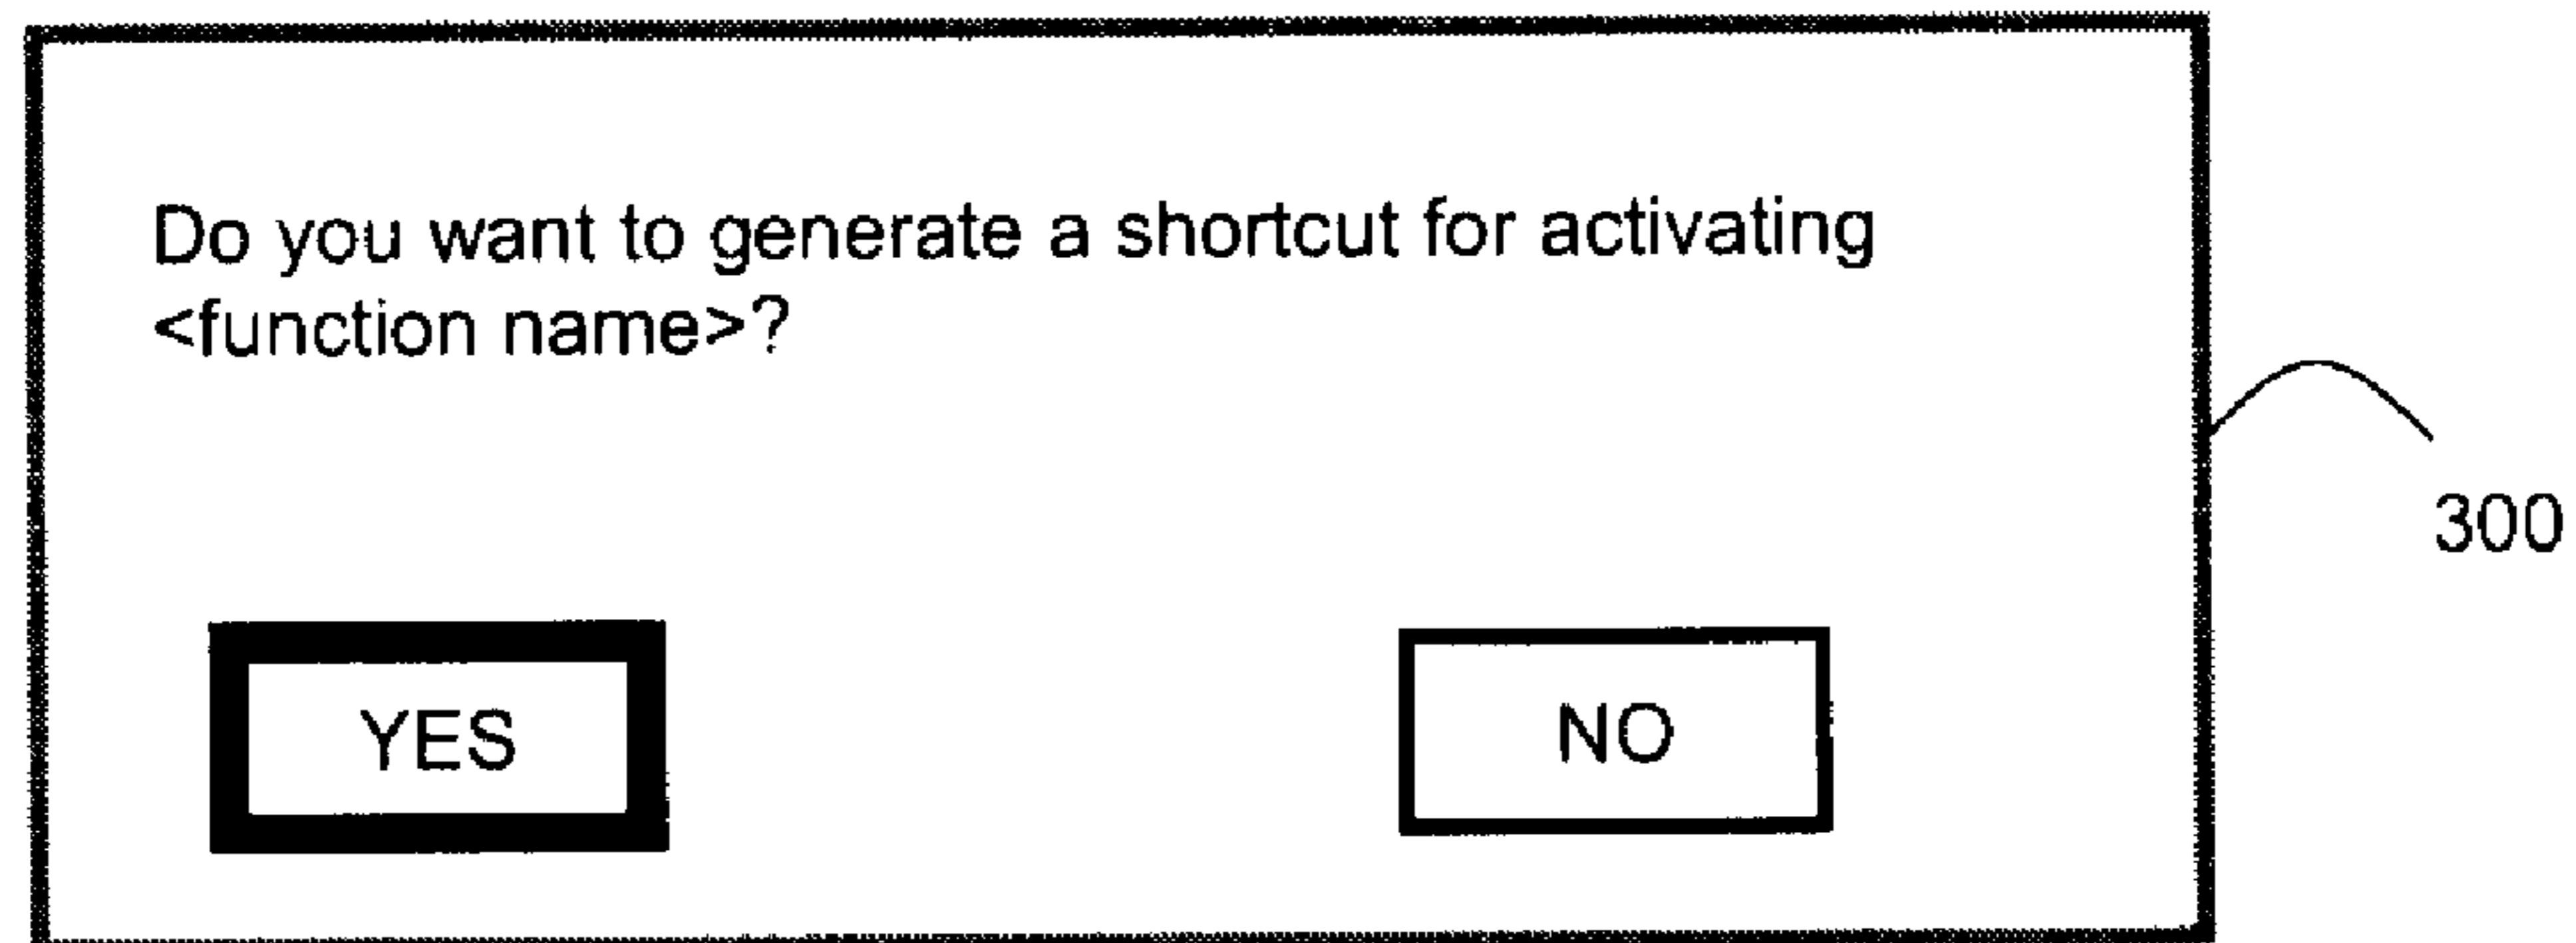 Do you want to generate a shortcut for activating
<function name>?
300
YES
NO